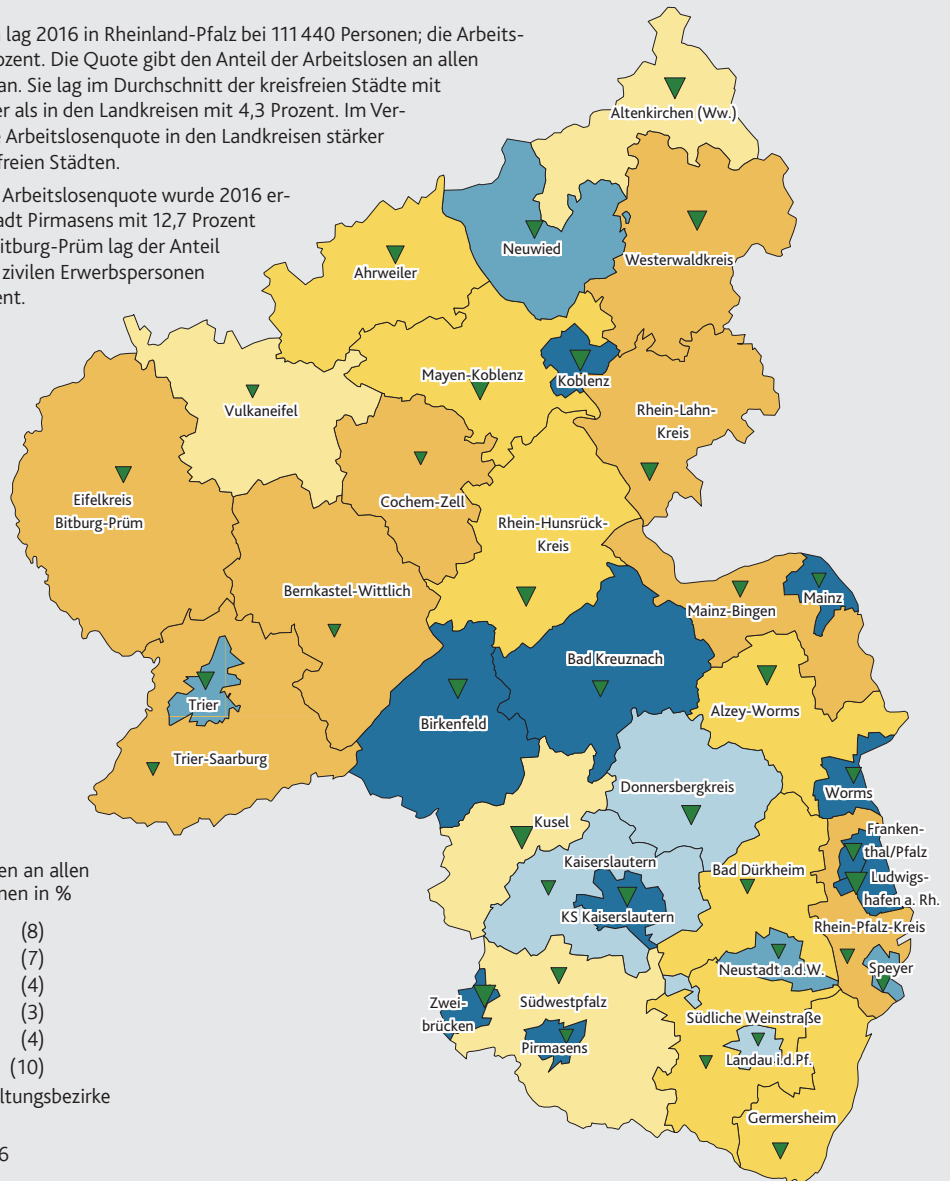 lag 2016 in Rheinland-Pfalz bei 111 440 Personen; die Arbeits-
ozent. Die Quote gibt den Anteil der Arbeitslosen an allen
an. Sie lag im Durchschnitt der kreisfreien Städte mit
er als in den Landkreisen mit 4,3 Prozent. Im Ver-
e Arbeitslosenquote in den Landkreisen stärker
freien Städten.
Arbeitslosenquote wurde 2016 er-
adt Pirmasens mit 12,7 Prozent
itburg-Prüm lag der Anteil
zivilen Erwerbspersonen
ent.
Altenkirchen (Ww.)
Neuwied
Westerwaldkreis
Ahrweiler
Mayen-Koblenz
Koblenz
Vulkaneifel
Rhein-Lahn-
Kreis
Cochem-Zell
Eifelkreis
Bitburg-Prüm
Rhein-Hunsrück-
Kreis
Bernkastel-Wittlich
Mainz
Mainz-Bingen
Bad Kreuznach
Trier
Birkenfeld
Alzey-Worms
Trier-Saarburg
Donnersbergkreis
Worms
Kusel
Franken-
thal/Pfalz
Kaiserslautern
Bad Dürkheim
Ludwigs-
hafen a. Rh.
KS Kaiserslautern
Rhein-Pfalz-Kreis
Neustadt a.d.W.
Speyer
Zwei-
brücken
Südwestpfalz
Südliche Weinstraße
Pirmasens
Landau i.d.Pf.
Germersheim
en an allen
nen in %
(8)
(7)
(4)
(3)
(4)
(10)
ltungsbezirke
6